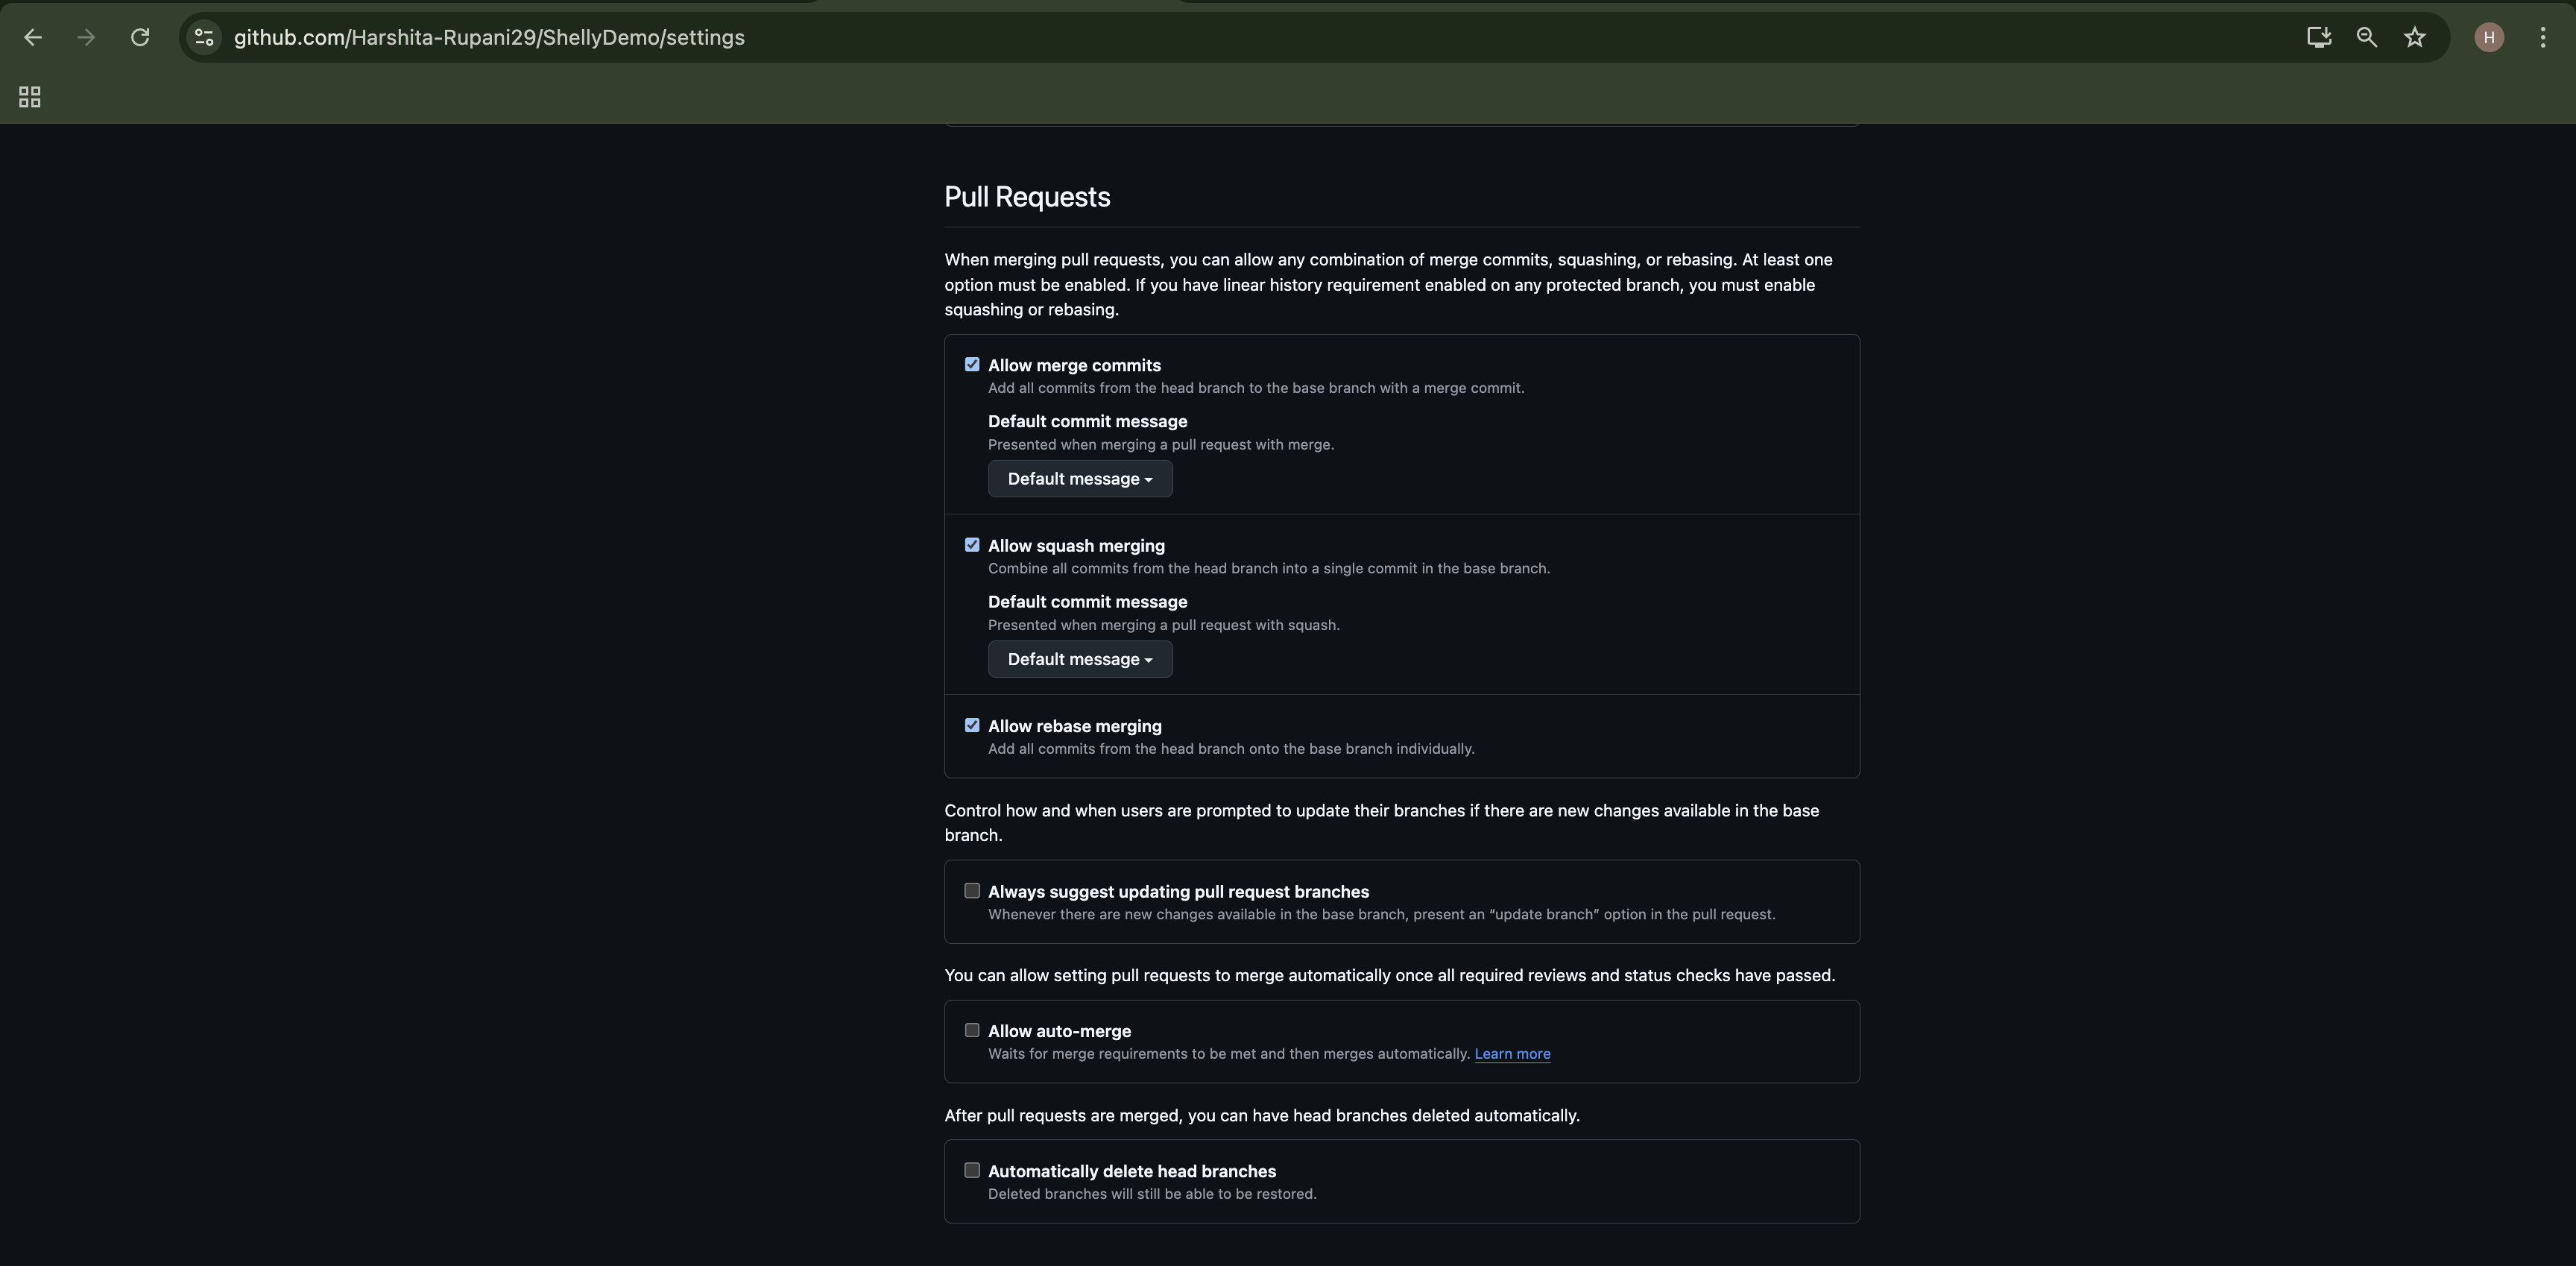 github.com/Harshita-Rupani29/ShellyDemo/settings
H
Pull Requests
When merging pull requests, you can allow any combination of merge commits, squashing, or rebasing. At least one
option must be enabled. If you have linear history requirement enabled on any protected branch, you must enable
squashing or rebasing.
Allow merge commits
Add all commits from the head branch to the base branch with a merge commit.
Default commit message
Presented when merging a pull request with merge.
Default message
Allow squash merging
Combine all commits from the head branch into a single commit in the base branch.
Default commit message
Presented when merging a pull request with squash.
Default message
Allow rebase merging
Add all commits from the head branch onto the base branch individually.
Control how and when users are prompted to update their branches if there are new changes available in the base
branch.
Always suggest updating pull request branches
Whenever there are new changes available in the base branch, present an “update branch” option in the pull request.
You can allow setting pull requests to merge automatically once all required reviews and status checks have passed.
Allow auto-merge
Waits for merge requirements to be met and then merges automatically. Learn more
After pull requests are merged, you can have head branches deleted automatically.
Automatically delete head branches
Deleted branches will still be able to be restored.